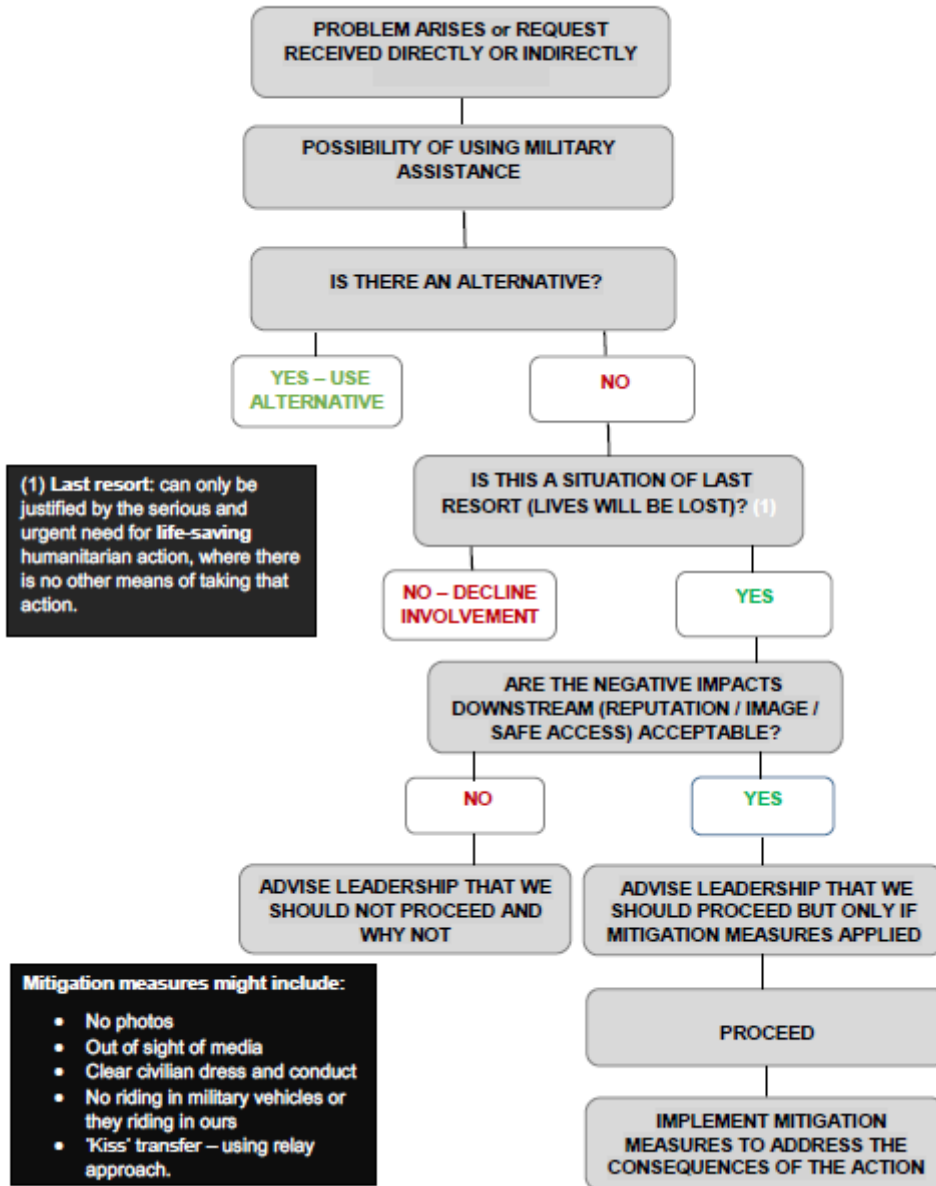 PROBLEM ARISES or REQUEST
RECEIVED DIRECTLY OR INDIRECTLY
POSSIBILITY OF USING MILITARY
ASSISTANCE
IS THERE AN ALTERNATIVE?
YES – USE
ALTERNATIVE
NO
(1) Last resort: can only be
justified by the serious and
urgent need for life-saving
humanitarian action, where there
is no other means of taking that
action.
IS THIS A SITUATION OF LAST
RESORT (LIVES WILL BE LOST)? (1)
NO – DECLINE
INVOLVEMENT
YES
ARE THE NEGATIVE IMPACTS
DOWNSTREAM (REPUTATION / IMAGE /
SAFE ACCESS) ACCEPTABLE?
NO
YES
ADVISE LEADERSHIP THAT WE
SHOULD NOT PROCEED AND
WHY NOT
ADVISE LEADERSHIP THAT WE
SHOULD PROCEED BUT ONLY IF
MITIGATION MEASURES APPLIED
Mitigation measures might include:
• No photos
• Out of sight of media
• Clear civilian dress and conduct
• No riding in military vehicles or
they riding in ours
• 'Kiss' transfer – using relay
approach.
PROCEED
IMPLEMENT MITIGATION
MEASURES TO ADDRESS THE
CONSEQUENCES OF THE ACTION